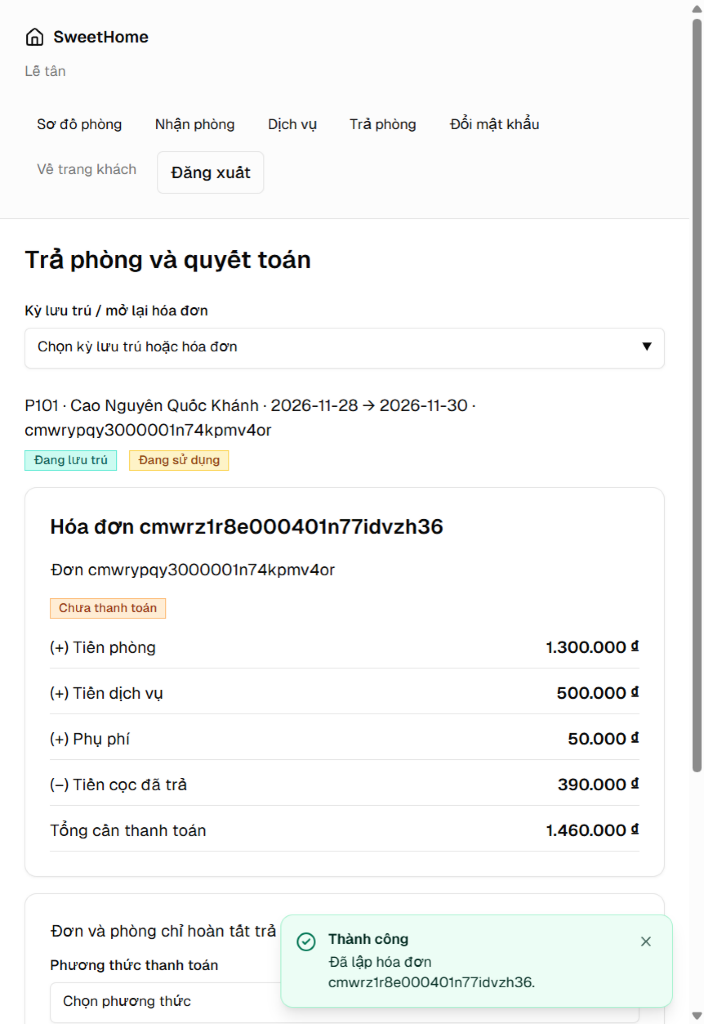 SweetHome
Lễ tân
Sơ đồ phòng Nhận phòng Dịch vụ Trả phòng Đổi mật khẩu
Về trang khách Đăng xuất
Trả phòng và quyết toán
Kỳ lưu trú / mở lại hóa đơn
Chọn kỳ lưu trú hoặc hóa đơn
P101 · Cao Nguyên Quốc Khánh · 2026-11-28 → 2026-11-30 ·
cmwrypqy3000001n74kpmv4or
Đang lưu trú Đang sử dụng
Hóa đơn cmwrz1r8e000401n77idvzh36
Đơn cmwrypqy3000001n74kpmv4or
Chưa thanh toán
(+) Tiền phòng 1.300.000 ₫
(+) Tiền dịch vụ 500.000 ₫
(+) Phụ phí 50.000 ₫
(−) Tiền cọc đã trả 390.000 ₫
Tổng cần thanh toán 1.460.000 ₫
Đơn và phòng chỉ hoàn tất trả
Phương thức thanh toán
Chọn phương thức
Thành công
Đã lập hóa đơn
cmwrz1r8e000401n77idvzh36.